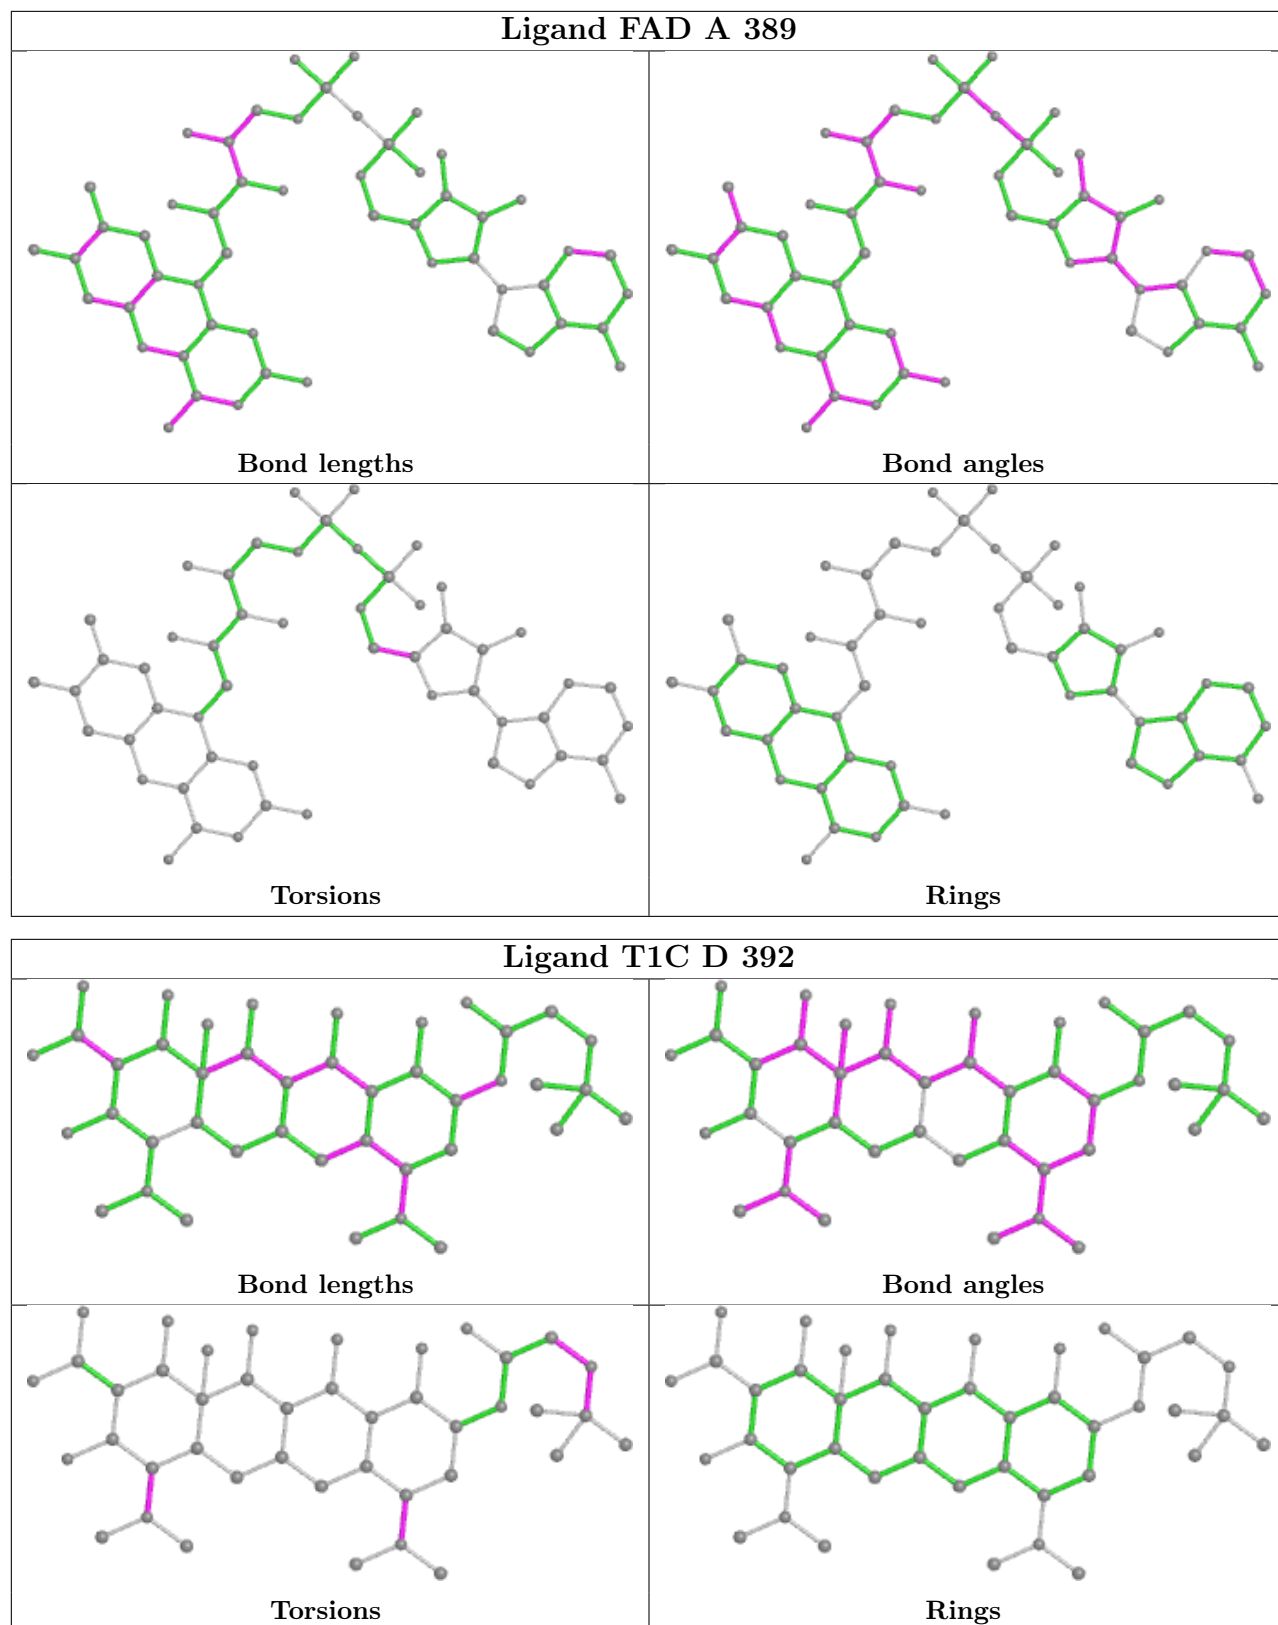 Ligand FAD A 389
Bond lengths
Bond angles
Torsions
Rings
Ligand T1C D 392
Bond lengths
Bond angles
Torsions
Rings